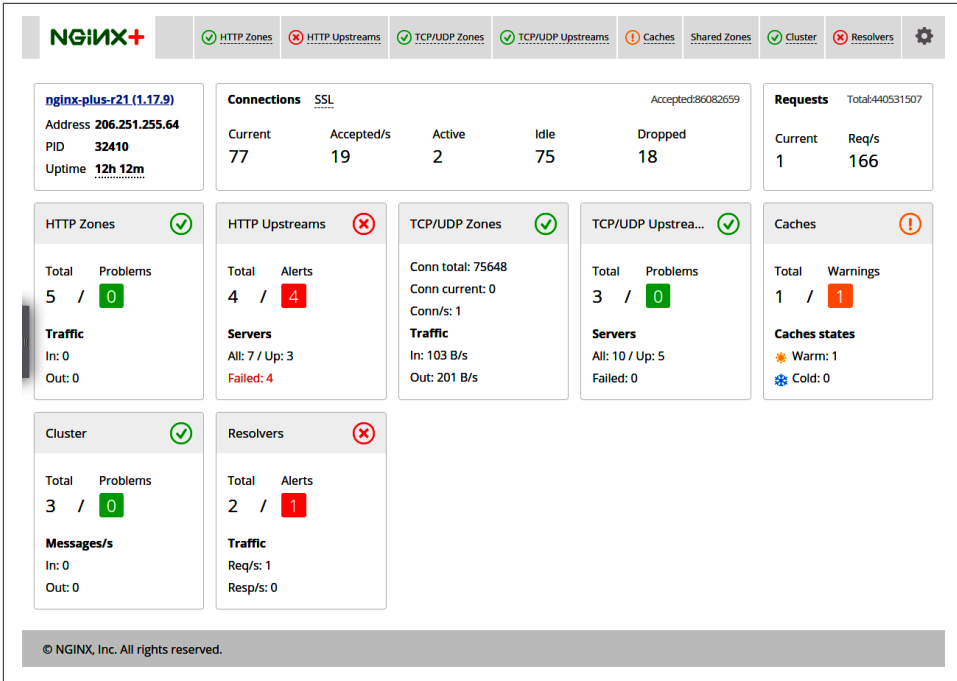 NGiNX+
HTTP Zones
HTTP Upstreams
TCP/UDP Zones
TCP/UDP Upstreams
Caches
Shared Zones
Cluster
Resolvers
nginx-plus-r21 (1.17.9)
Address 206.251.255.64
PID 32410
Uptime 12h 12m
Connections SSL Accepted:86082659
Current Accepted/s Active Idle Dropped
77 19 2 75 18
Requests Total:440531507
Current Req/s
1 166
HTTP Zones
Total Problems
5 / 0
Traffic
In: 0
Out: 0
HTTP Upstreams
Total Alerts
4 / 4
Servers
All: 7 / Up: 3
Failed: 4
TCP/UDP Zones
Conn total: 75648
Conn current: 0
Conn/s: 1
Traffic
In: 103 B/s
Out: 201 B/s
TCP/UDP Upstrea...
Total Problems
3 / 0
Servers
All: 10 / Up: 5
Failed: 0
Caches
Total Warnings
1 / 1
Caches states
Warm: 1
Cold: 0
Cluster
Total Problems
3 / 0
Messages/s
In: 0
Out: 0
Resolvers
Total Alerts
2 / 1
Traffic
Req/s: 1
Resp/s: 0
© NGINX, Inc. All rights reserved.